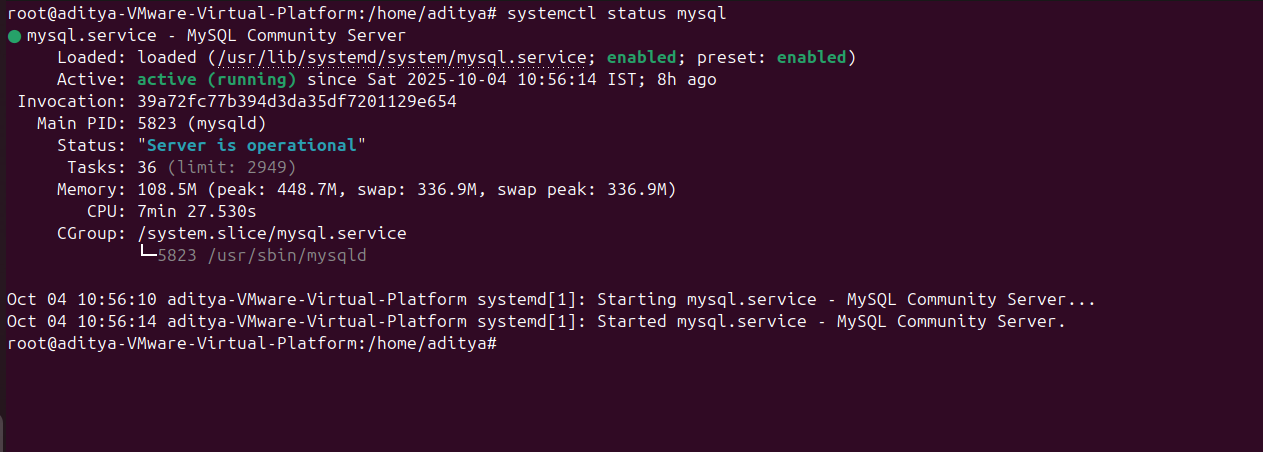 root@aditya-VMware-Virtual-Platform:/home/aditya# systemctl status mysql
● mysql.service - MySQL Community Server
     Loaded: loaded (/usr/lib/systemd/system/mysql.service; enabled; preset: enabled)
     Active: active (running) since Sat 2025-10-04 10:56:14 IST; 8h ago
 Invocation: 39a72fc77b394d3da35df7201129e654
   Main PID: 5823 (mysqld)
     Status: "Server is operational"
      Tasks: 36 (limit: 2949)
     Memory: 108.5M (peak: 448.7M, swap: 336.9M, swap peak: 336.9M)
        CPU: 7min 27.530s
     CGroup: /system.slice/mysql.service
             └─5823 /usr/sbin/mysqld
Oct 04 10:56:10 aditya-VMware-Virtual-Platform systemd[1]: Starting mysql.service - MySQL Community Server...
Oct 04 10:56:14 aditya-VMware-Virtual-Platform systemd[1]: Started mysql.service - MySQL Community Server.
root@aditya-VMware-Virtual-Platform:/home/aditya#